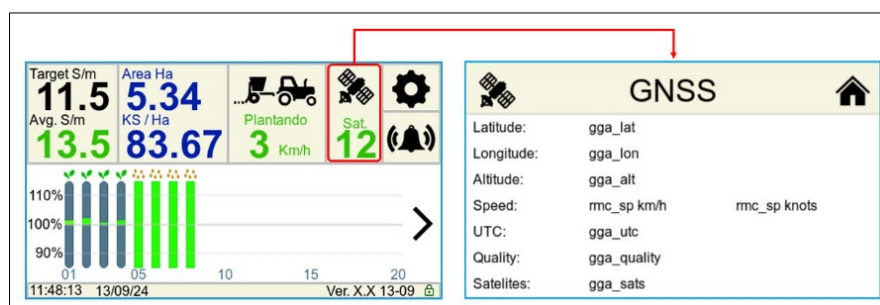 Target S/m
11.5
Area Ha
5.34
Avg. S/m
13.5
KS / Ha
83.67
Plantando
3 Km/h
Sat.
12
110%
100%
90%
01 05 10 15 20
11:48:13 13/09/24 Ver. X.X 13-09
GNSS
Latitude: gga_lat
Longitude: gga_lon
Altitude: gga_alt
Speed: rmc_sp km/h rmc_sp knots
UTC: gga_utc
Quality: gga_quality
Satelites: gga_sats